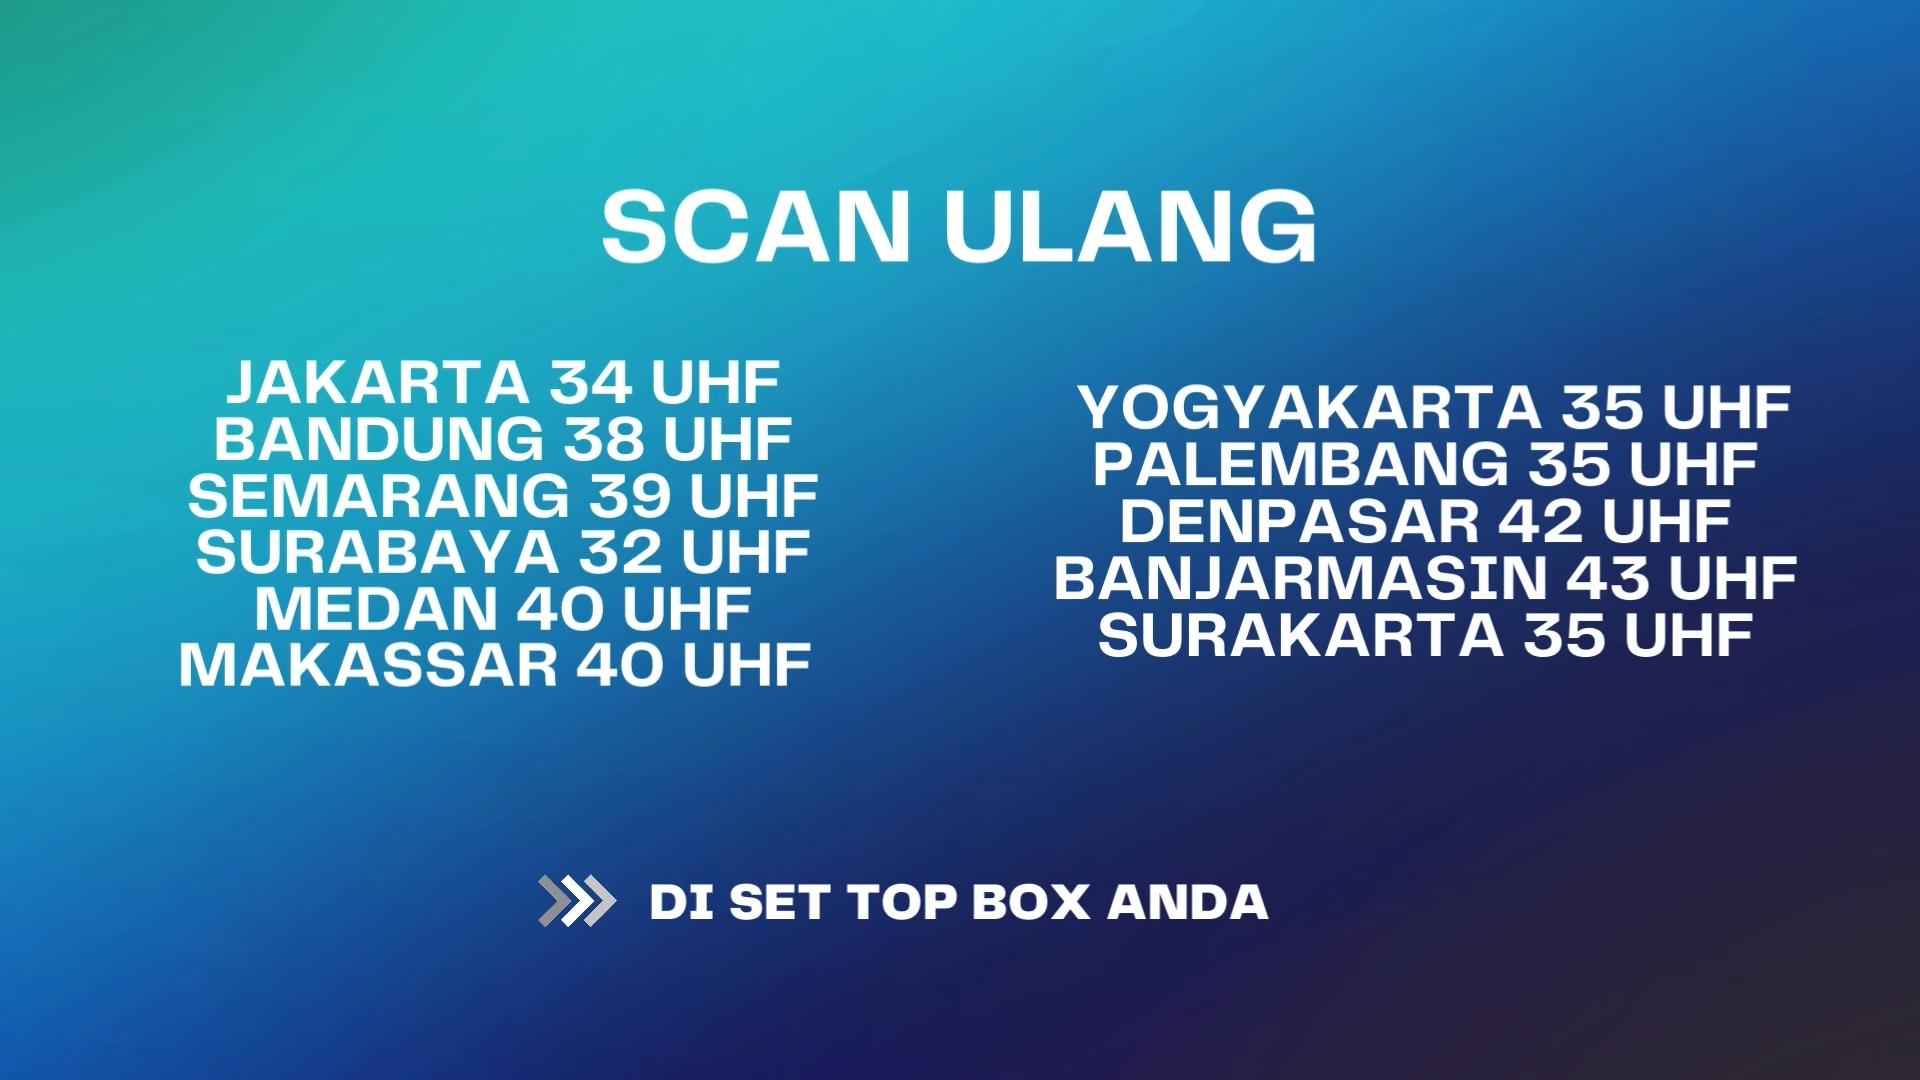 SCAN ULANG
JAKARTA 34 UHF
BANDUNG 38 UHF
SEMARANG 39 UHF
SURABAYA 32 UHF
MEDAN 40 UHF
MAKASSAR 40 UHF
YOGYAKARTA 35 UHF
PALEMBANG 35 UHF
DENPASAR 42 UHF
BANJARMASIN 43 UHF
SURAKARTA 35 UHF
DI SET TOP BOX ANDA